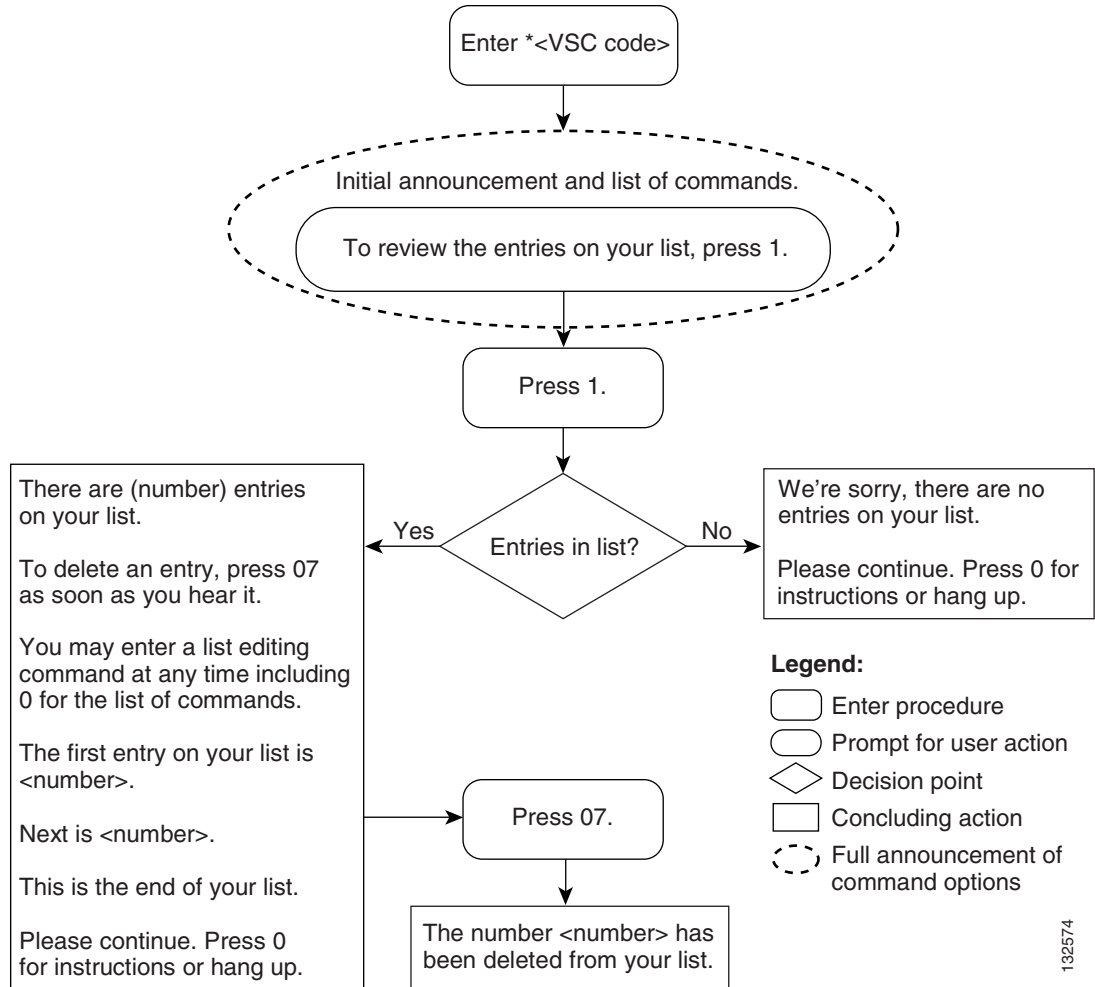 Enter *<VSC code>
Initial announcement and list of commands.
To review the entries on your list, press 1.
Press 1.
Entries in list?
Yes
No
There are (number) entries
on your list.
To delete an entry, press 07
as soon as you hear it.
You may enter a list editing
command at any time including
0 for the list of commands.
The first entry on your list is
<number>.
Next is <number>.
This is the end of your list.
Please continue. Press 0
for instructions or hang up.
We're sorry, there are no
entries on your list.
Please continue. Press 0 for
instructions or hang up.
Press 07.
The number <number> has
been deleted from your list.
Legend:
Enter procedure
Prompt for user action
Decision point
Concluding action
Full announcement of
command options
132574